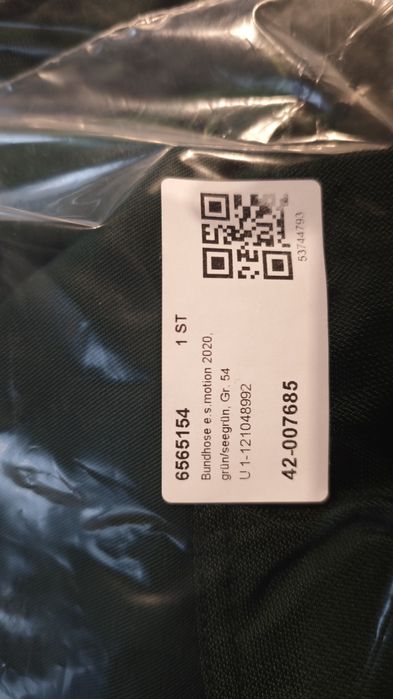 6565154 1 ST
Bundhose e.s.motion 2020,
grün/seegrün, Gr. 54
U 1-121048992
42-007685
53744793